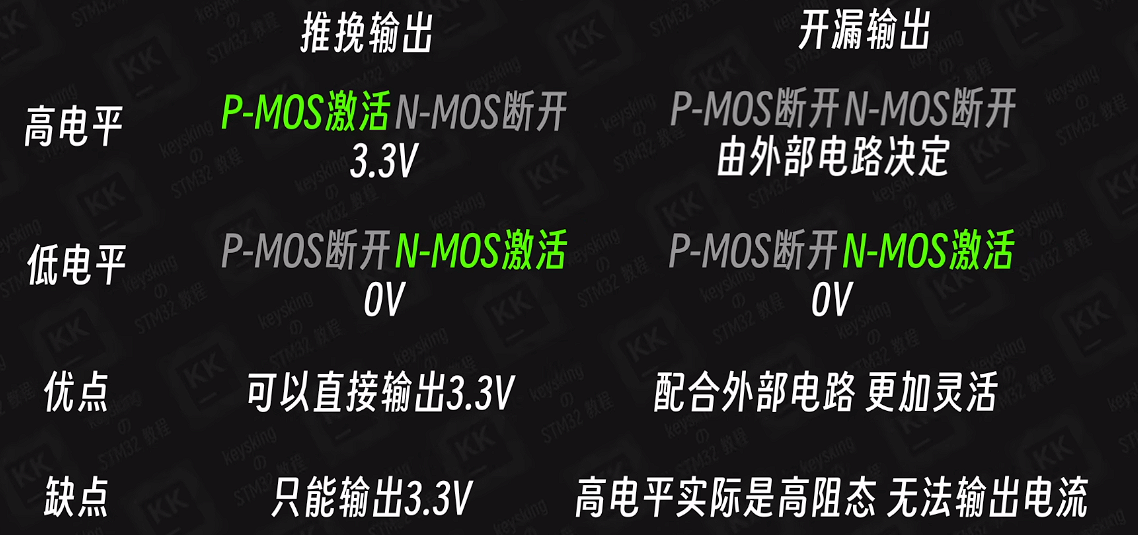 推挽输出 开漏输出
高电平 P-MOS激活 N-MOS断开 P-MOS断开 N-MOS断开
3.3V 由外部电路决定
低电平 P-MOS断开 N-MOS激活 P-MOS断开 N-MOS激活
0V 0V
优点 可以直接输出3.3V 配合外部电路 更加灵活
缺点 只能输出3.3V 高电平实际是高阻态 无法输出电流
KK
keysking
の
STM32 教程